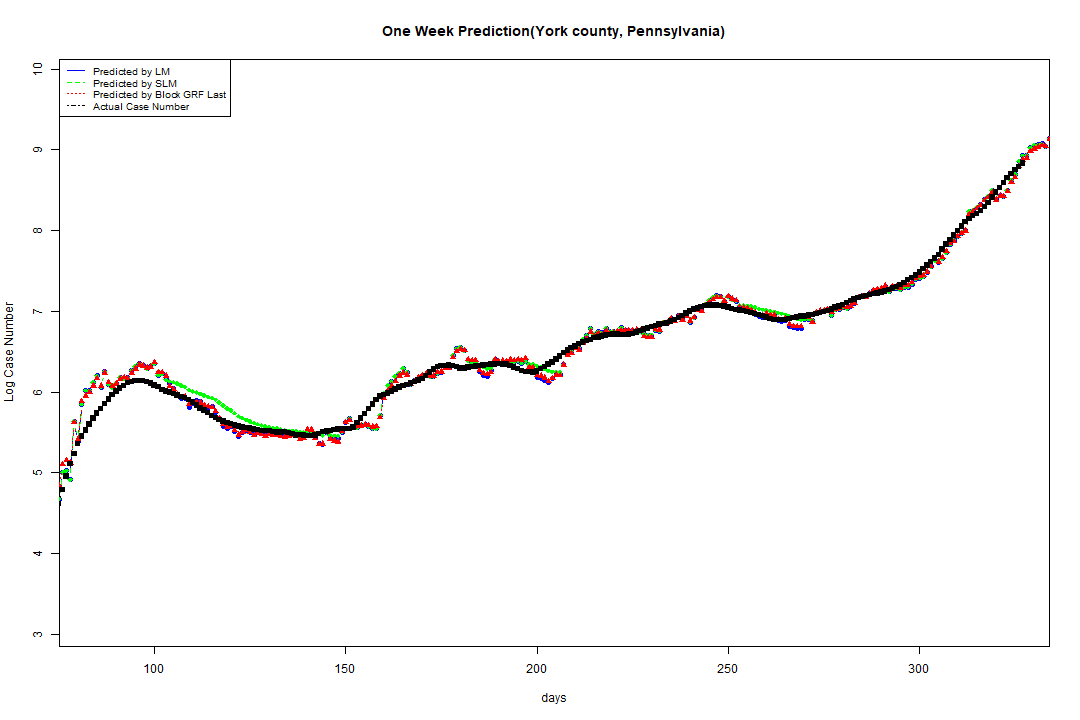 One Week Prediction(York county, Pennsylvania)
Predicted by LM
Predicted by SLM
Predicted by Block GRF Last
Actual Case Number
10
9
8
7
6
5
4
3
Log Case Number
100 150 200 250 300
days